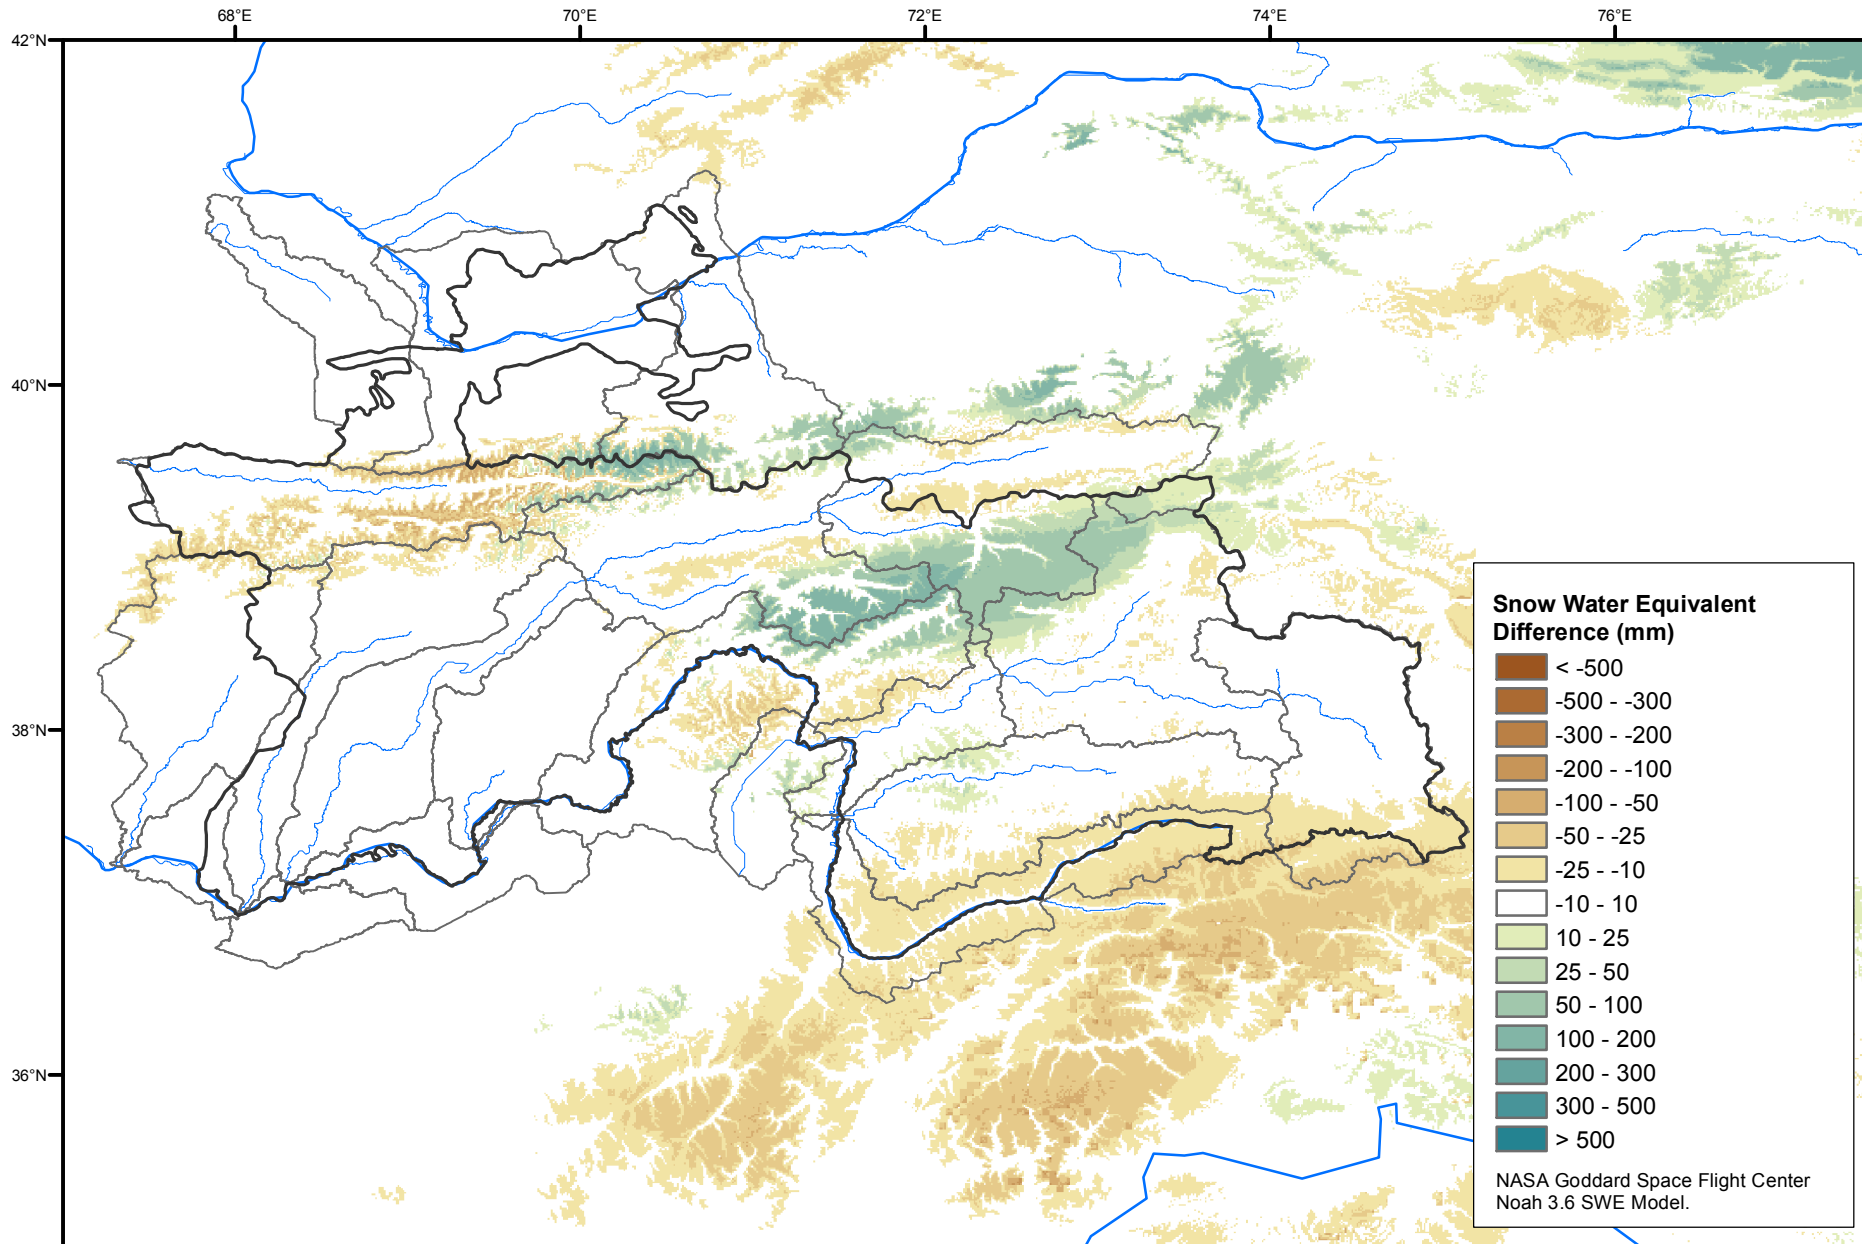 68°E
70°E
72°E
74°E
76°E
42°N
40°N
38°N
36°N
Snow Water Equivalent
Difference (mm)
< -500
-500 - -300
-300 - -200
-200 - -100
-100 - -50
-50 - -25
-25 - -10
-10 - 10
10 - 25
25 - 50
50 - 100
100 - 200
200 - 300
300 - 500
> 500
NASA Goddard Space Flight Center
Noah 3.6 SWE Model.